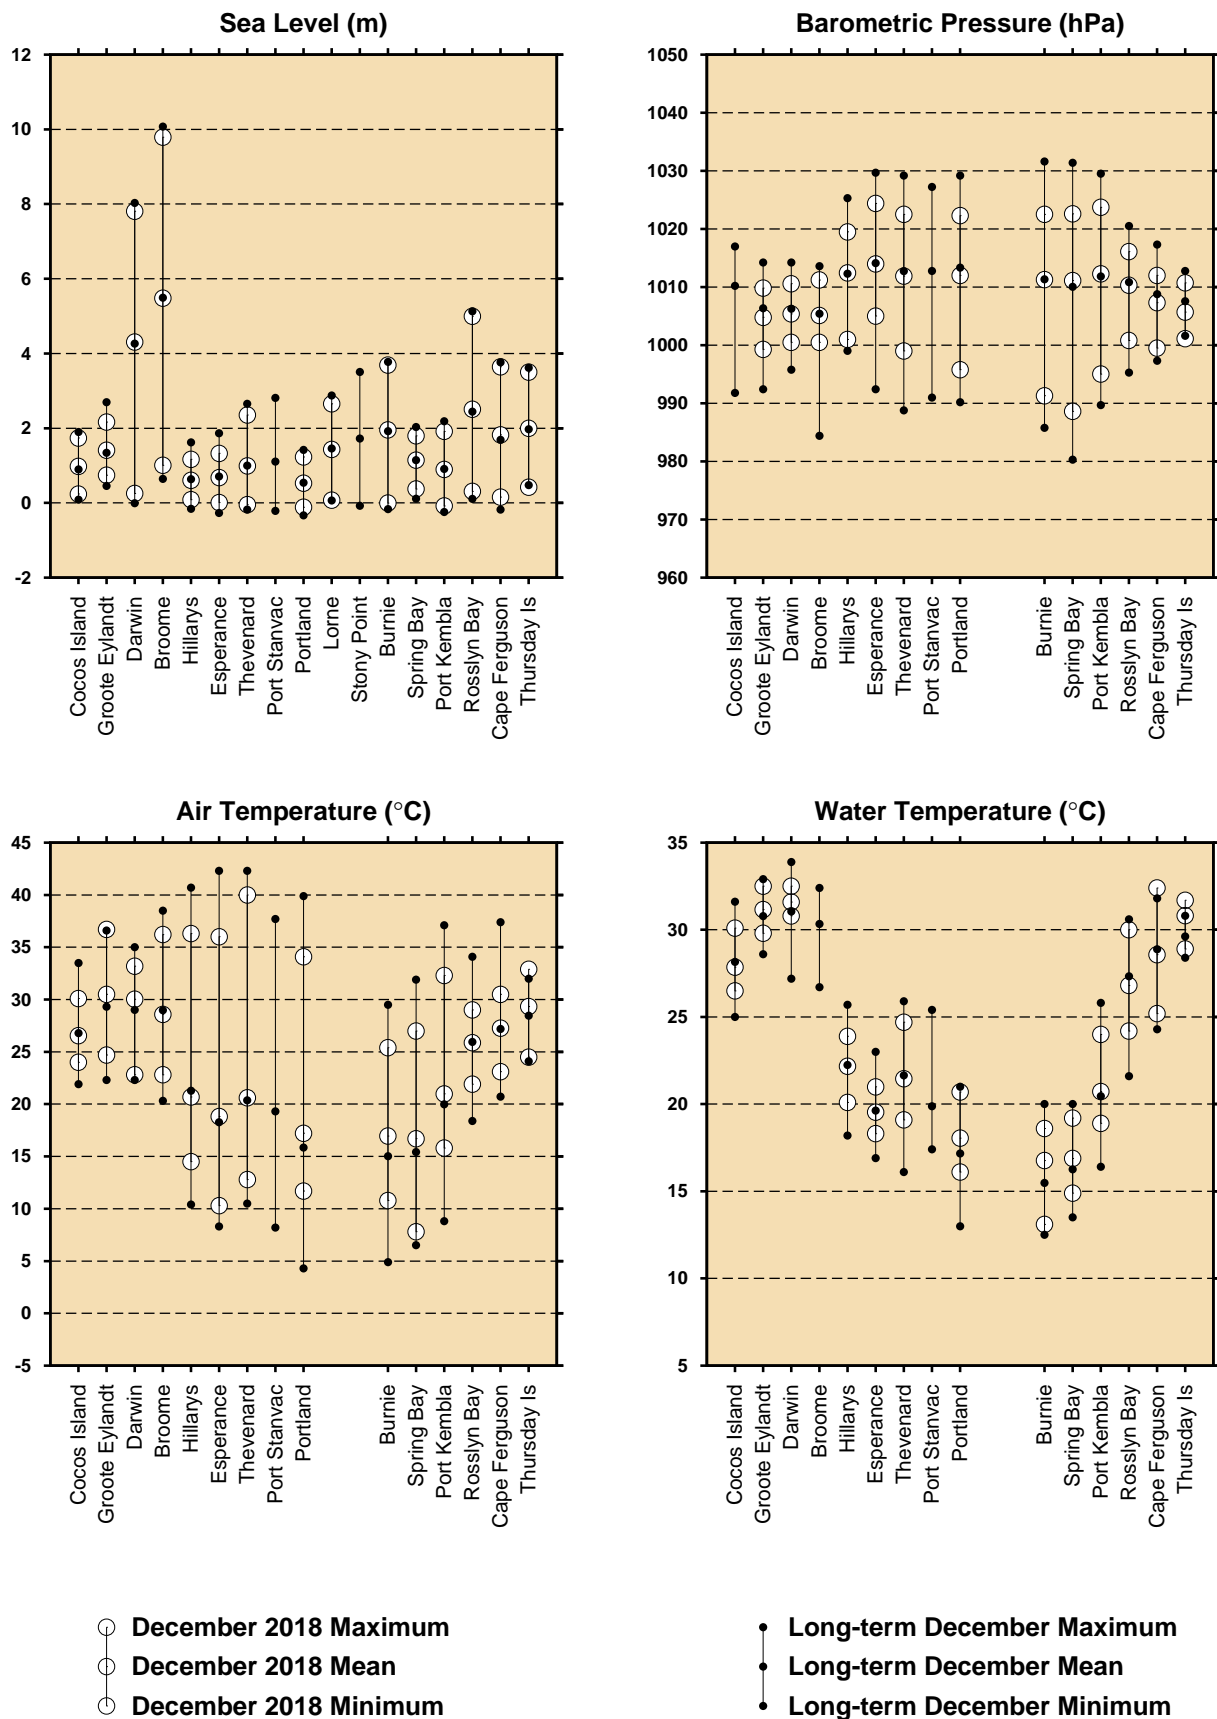 Sea Level (m)
12
10
8
6
4
2
0
-2
Cocos Island
Groote Eylandt
Darwin
Broome
Hillarys
Esperance
Thevenard
Port Stanvac
Portland
Lorne
Stony Point
Burnie
Spring Bay
Port Kembla
Rosslyn Bay
Cape Ferguson
Thursday Is
Barometric Pressure (hPa)
1050
1040
1030
1020
1010
1000
990
980
970
960
Cocos Island
Groote Eylandt
Darwin
Broome
Hillarys
Esperance
Thevenard
Port Stanvac
Portland
Burnie
Spring Bay
Port Kembla
Rosslyn Bay
Cape Ferguson
Thursday Is
Air Temperature (°C)
45
40
35
30
25
20
15
10
5
0
-5
Cocos Island
Groote Eylandt
Darwin
Broome
Hillarys
Esperance
Thevenard
Port Stanvac
Portland
Burnie
Spring Bay
Port Kembla
Rosslyn Bay
Cape Ferguson
Thursday Is
Water Temperature (°C)
35
30
25
20
15
10
5
Cocos Island
Groote Eylandt
Darwin
Broome
Hillarys
Esperance
Thevenard
Port Stanvac
Portland
Burnie
Spring Bay
Port Kembla
Rosslyn Bay
Cape Ferguson
Thursday Is
December 2018 Maximum
December 2018 Mean
December 2018 Minimum
Long-term December Maximum
Long-term December Mean
Long-term December Minimum